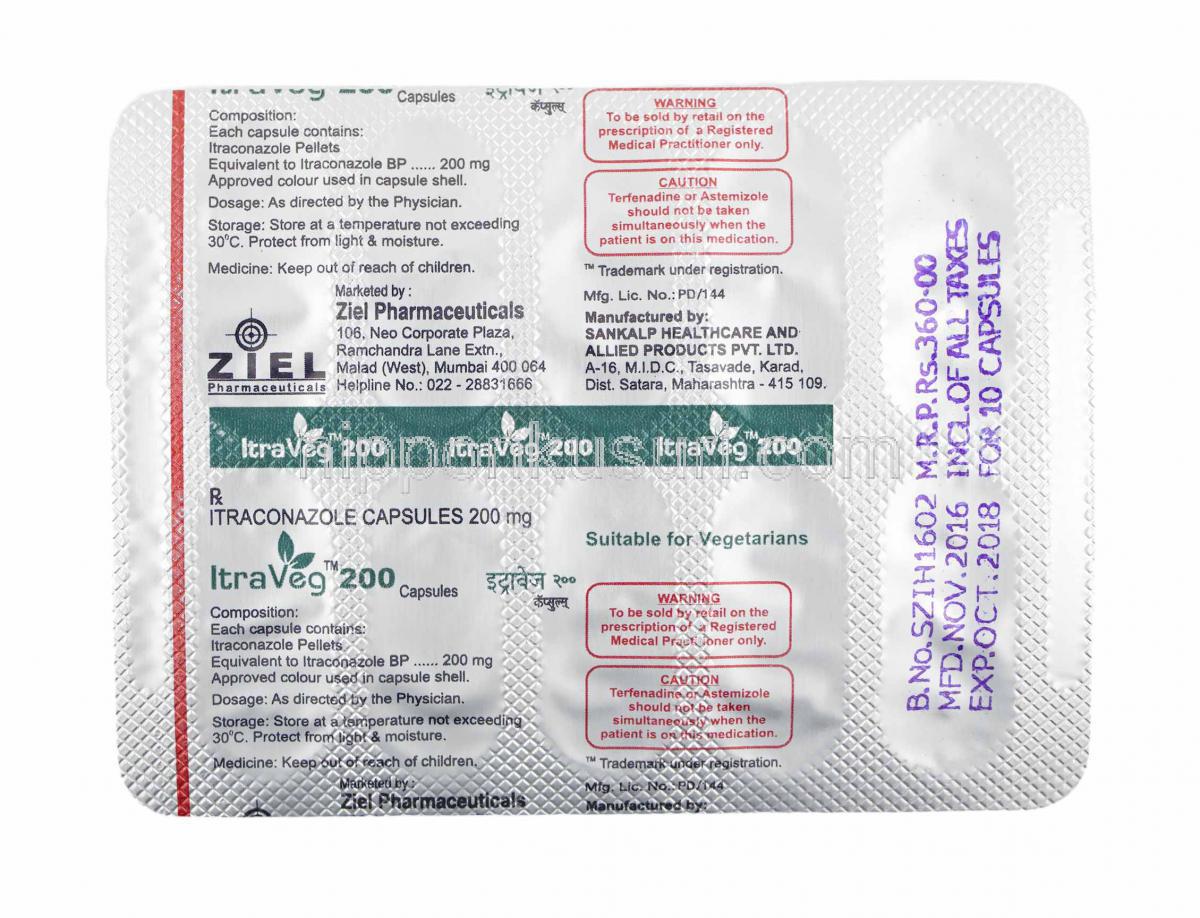 ItraVeg 200 Capsules इट्रावेज २००
कॅप्सुल्स
Composition:
Each capsule contains:
Itraconazole Pellets
Equivalent to Itraconazole BP ...... 200 mg
Approved colour used in capsule shell.
Dosage: As directed by the Physician.
Storage: Store at a temperature not exceeding
30°C. Protect from light & moisture.
Medicine: Keep out of reach of children.
Marketed by :
Ziel Pharmaceuticals
106, Neo Corporate Plaza,
Ramchandra Lane Extn.,
Malad (West), Mumbai 400 064
Helpline No.: 022 - 28831666
ZIEL
Pharmaceuticals
WARNING
To be sold by retail on the
prescription of a Registered
Medical Practitioner only.
CAUTION
Terfenadine or Astemizole
should not be taken
simultaneously when the
patient is on this medication.
™ Trademark under registration.
Mfg. Lic. No.: PD/144
Manufactured by:
SANKALP HEALTHCARE AND
ALLIED PRODUCTS PVT. LTD.
A-16, M.I.D.C., Tasavade, Karad,
Dist. Satara, Maharashtra - 415 109.
ItraVeg™ 200 ItraVeg™ 200 ItraVeg™ 200
nipponkusuri.com
Rx
ITRACONAZOLE CAPSULES 200 mg
Suitable for Vegetarians
ItraVeg™ 200 Capsules इट्रावेज २००
कॅप्सुल्स
Composition:
Each capsule contains:
Itraconazole Pellets
Equivalent to Itraconazole BP ...... 200 mg
Approved colour used in capsule shell.
Dosage: As directed by the Physician.
Storage: Store at a temperature not exceeding
30°C. Protect from light & moisture.
Medicine: Keep out of reach of children.
Marketed by :
Ziel Pharmaceuticals
WARNING
To be sold by retail on the
prescription of a Registered
Medical Practitioner only.
CAUTION
Terfenadine or Astemizole
should not be taken
simultaneously when the
patient is on this medication.
™ Trademark under registration.
Mfg. Lic. No.: PD/144
Manufactured by:
B.No.SZIH1602 M.R.P.Rs.360.00
MFD.NOV.2016 INCL.OF ALL TAXES
EXP.OCT.2018 FOR 10 CAPSULES